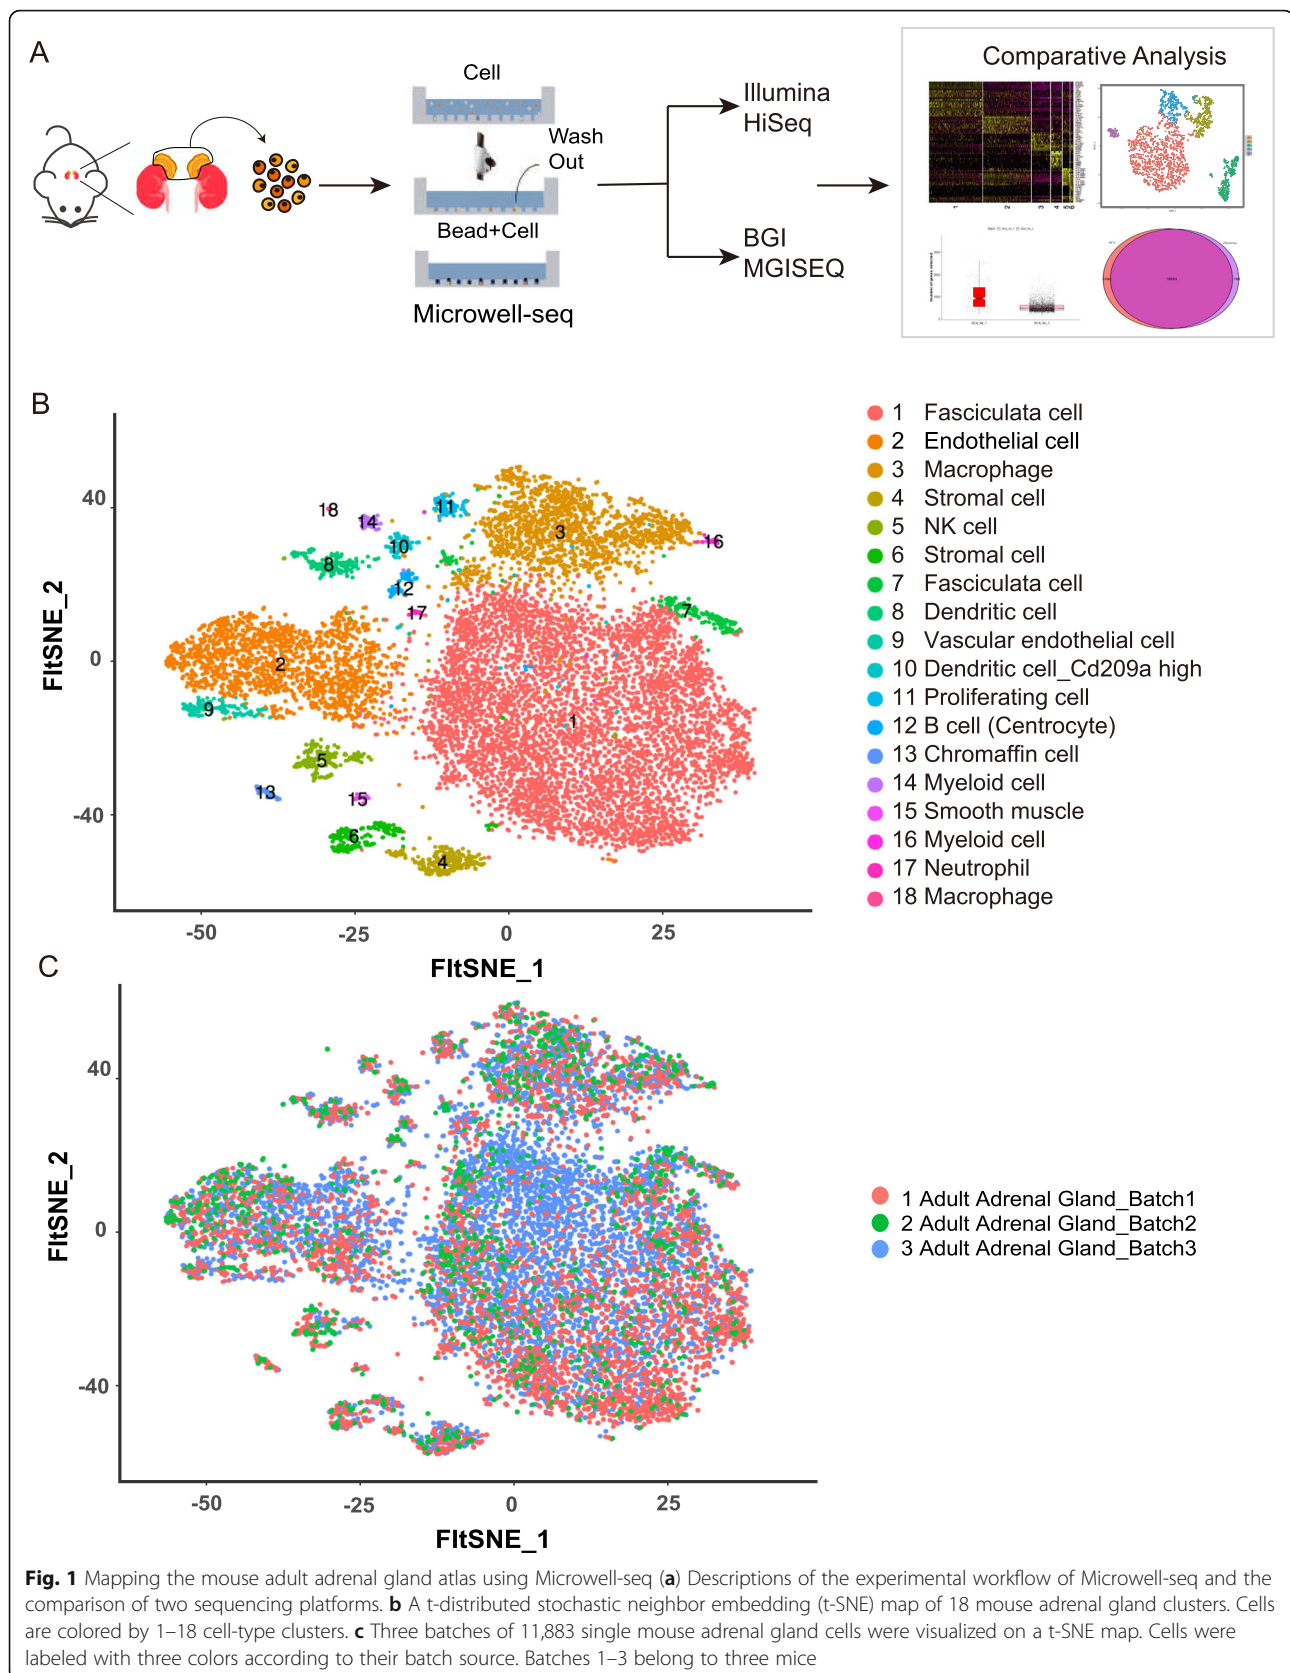 A
Cell
Wash
Out
Bead+Cell
Microwell-seq
Illumina
HiSeq
BGI
MGISEQ
Comparative Analysis
1 2 3 4 5 6
B
40
0
-40
-50
-25
0
25
FItSNE_2
FItSNE_1
1
2
3
4
5
6
7
8
9
10
11
12
13
14
15
16
17
18
1 Fasciculata cell
2 Endothelial cell
3 Macrophage
4 Stromal cell
5 NK cell
6 Stromal cell
7 Fasciculata cell
8 Dendritic cell
9 Vascular endothelial cell
10 Dendritic cell_Cd209a high
11 Proliferating cell
12 B cell (Centrocyte)
13 Chromaffin cell
14 Myeloid cell
15 Smooth muscle
16 Myeloid cell
17 Neutrophil
18 Macrophage
C
40
0
-40
-50
-25
0
25
FItSNE_2
FItSNE_1
1 Adult Adrenal Gland_Batch1
2 Adult Adrenal Gland_Batch2
3 Adult Adrenal Gland_Batch3
Fig. 1 Mapping the mouse adult adrenal gland atlas using Microwell-seq (a) Descriptions of the experimental workflow of Microwell-seq and the
comparison of two sequencing platforms. b A t-distributed stochastic neighbor embedding (t-SNE) map of 18 mouse adrenal gland clusters. Cells
are colored by 1–18 cell-type clusters. c Three batches of 11,883 single mouse adrenal gland cells were visualized on a t-SNE map. Cells were
labeled with three colors according to their batch source. Batches 1–3 belong to three mice